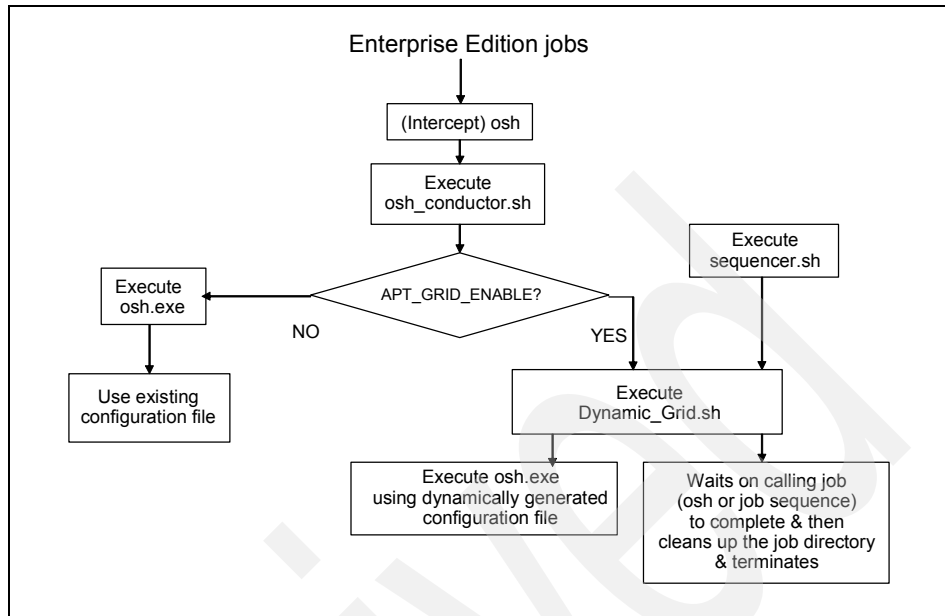 Enterprise Edition jobs
(Intercept) osh
Execute
osh_conductor.sh
Execute
sequencer.sh
APT_GRID_ENABLE?
Execute
osh.exe
NO
YES
Use existing
configuration file
Execute
Dynamic_Grid.sh
Execute osh.exe
using dynamically generated
configuration file
Waits on calling job
(osh or job sequence)
to complete & then
cleans up the job directory
& terminates